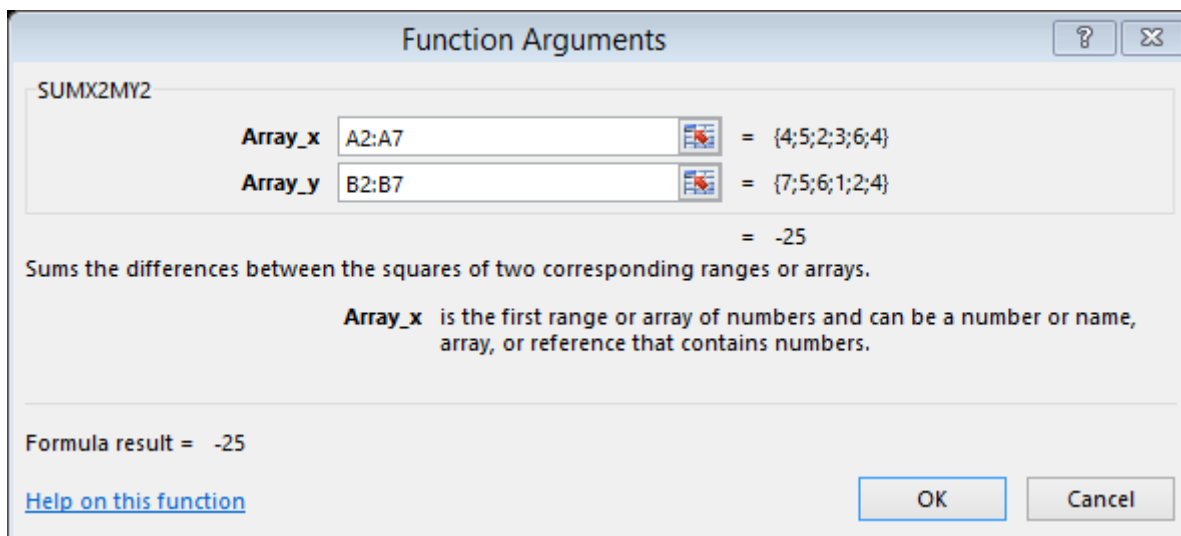 Function Arguments
SUMX2MY2
Array_x A2:A7 = {4;5;2;3;6;4}
Array_y B2:B7 = {7;5;6;1;2;4}
= -25
Sums the differences between the squares of two corresponding ranges or arrays.
Array_x is the first range or array of numbers and can be a number or name,
array, or reference that contains numbers.
Formula result = -25
Help on this function OK Cancel